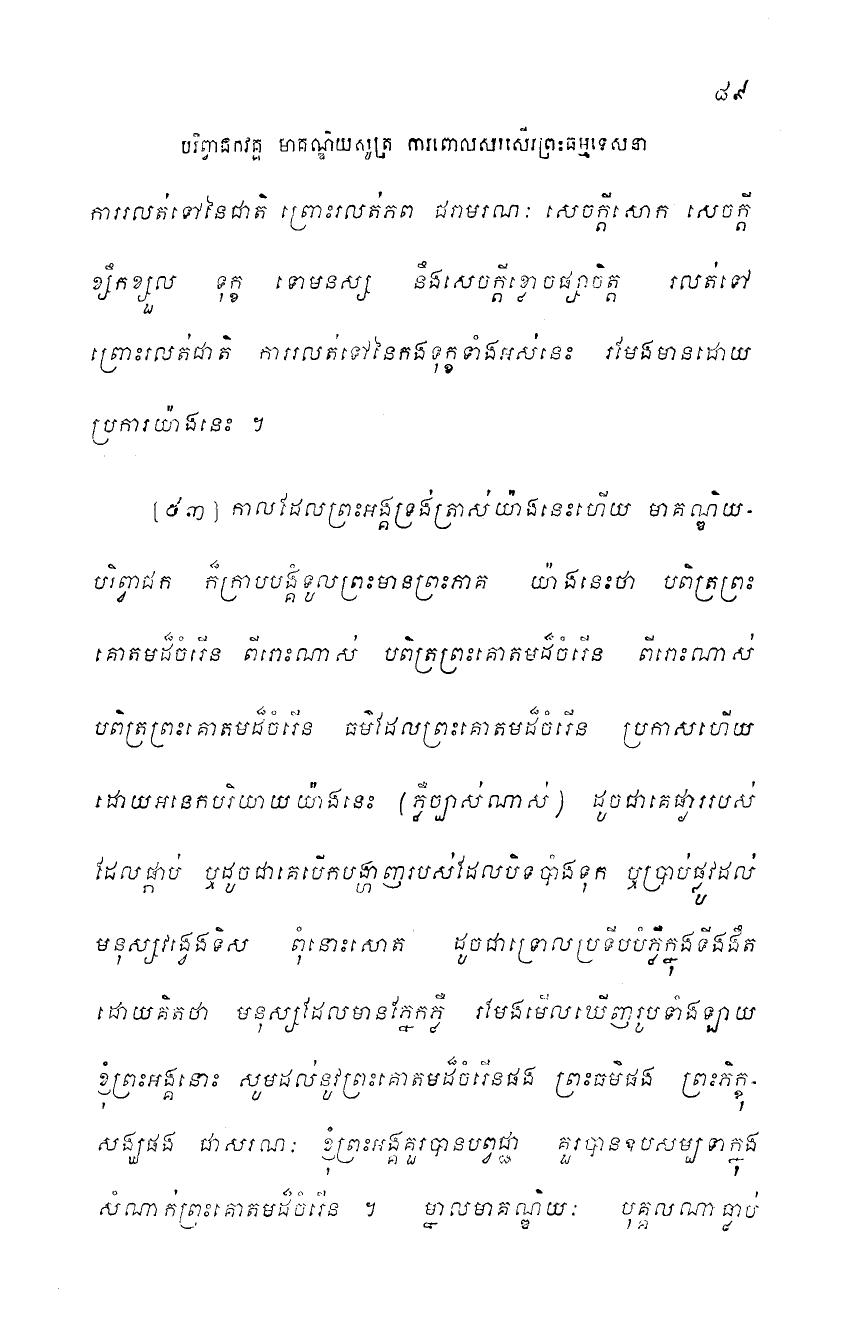 ៨៩
បរិព្វាជកវគ្គ មាគណ្ឌិយសូត្រ ការពោលសរសើរព្រះធម្មទេសនា
ការរលត់ទៅនៃជាតិ ព្រោះរលត់ភព ជរាមរណៈ សេចក្តីសោក សេចក្តី
ខ្សឹកខ្សួល ទុក្ខ ទោមនស្ស នឹងសេចក្តីខ្ទោចផ្សាចិត្ត រលត់ទៅ
ព្រោះរលត់ជាតិ ការរលត់ទៅនៃកងទុក្ខទាំងអស់នេះ រមែងមានដោយ
ប្រការយ៉ាងនេះ ។
[៥៣] កាលដែលព្រះអង្គទ្រង់ត្រាស់យ៉ាងនេះហើយ មាគណ្ឌិយ-
បរិព្វាជក ក៏ក្រាបបង្គំទូលព្រះមានព្រះភាគ យ៉ាងនេះថា បពិត្រព្រះ
គោតមដ៏ចំរើន ពីរោះណាស់ បពិត្រព្រះគោតមដ៏ចំរើន ពីរោះណាស់
បពិត្រព្រះគោតមដ៏ចំរើន ធម៌ដែលព្រះគោតមដ៏ចំរើន ប្រកាសហើយ
ដោយអនេកបរិយាយយ៉ាងនេះ (ភ្លឺច្បាស់ណាស់) ដូចជាគេផ្ងាររបស់
ដែលផ្កាប់ ឬដូចជាគេបើកបង្ហាញរបស់ដែលបិទបាំងទុក ឬប្រាប់ផ្លូវដល់
មនុស្សវង្វេងទិស ពុំនោះសោត ដូចជាទ្រោលប្រទីបបំភ្លឺក្នុងទីងងឹត
ដោយគិតថា មនុស្សដែលមានភ្នែកភ្លឺ រមែងមើលឃើញរូបទាំងឡាយ
ខ្ញុំព្រះអង្គនោះ សូមដល់នូវព្រះគោតមដ៏ចំរើនផង ព្រះធម៌ផង ព្រះភិក្ខុ-
សង្ឃផង ជាសរណៈ ខ្ញុំព្រះអង្គគួរបានបព្វជ្ជា គួរបានឧបសម្បទាក្នុង
សំណាក់ព្រះគោតមដ៏ចំរើន ។ ម្នាលមាគណ្ឌិយៈ បុគ្គលណាធ្លាប់